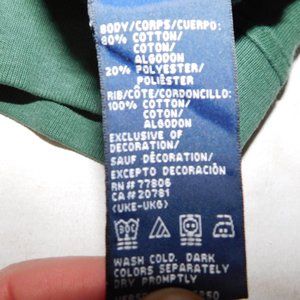 BODY/CORPS/CUERPO:
80% COTTON/
COTON/
ALGODON
20% POLYESTER/
POLIÉSTER
RIB/CÔTE/CORDONCILLO:
100% COTTON/
COTON/
ALGODON
EXCLUSIVE OF
DECORATION/
SAUF DÉCORATION/
EXCEPTO DECORACIÓN
RN# 77806
CA# 20781
(UKE-UKG)
WASH COLD. DARK
COLORS SEPARATELY
DRY PROMPTLY